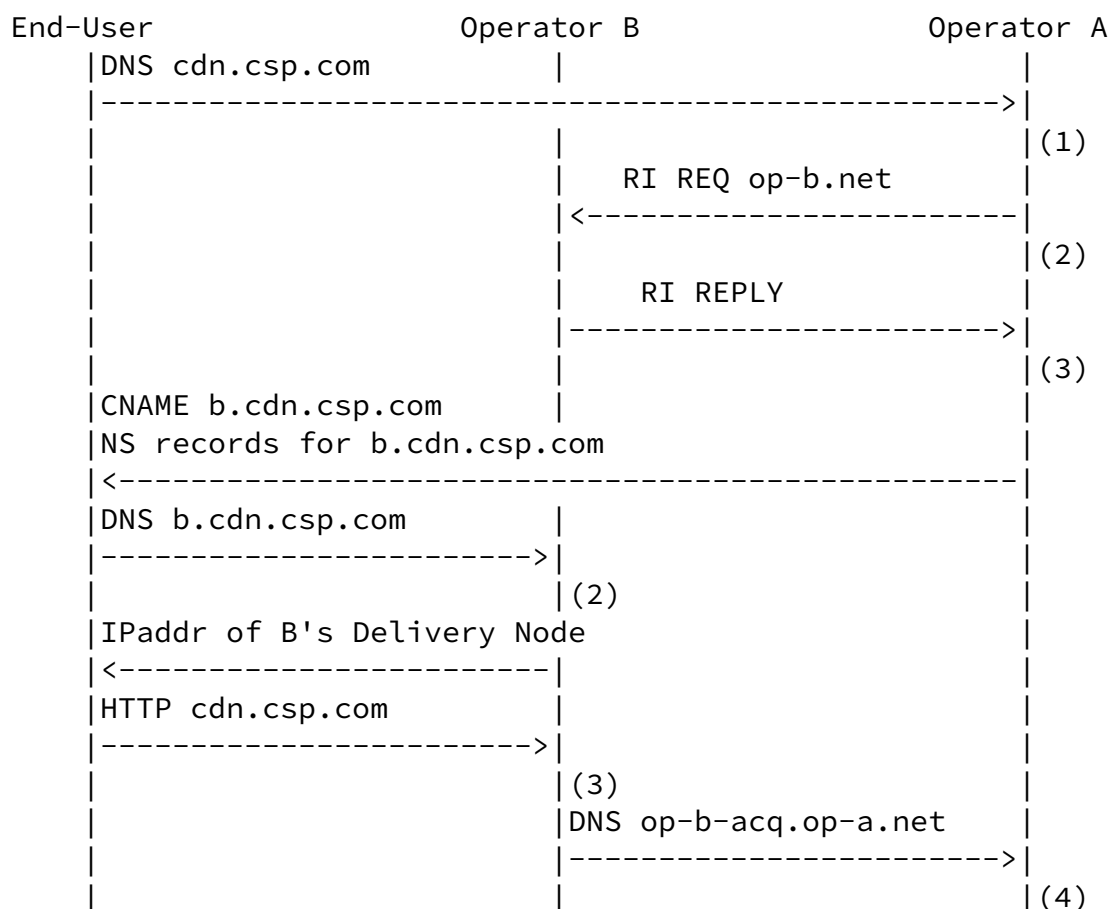 End-User                 Operator B                Operator A
    |DNS cdn.csp.com          |                         |
    |-------------------------------------------------->|
    |                         |                         |(1)
    |                         |   RI REQ op-b.net       |
    |                         |<------------------------|
    |                         |                         |(2)
    |                         |    RI REPLY             |
    |                         |------------------------>|
    |                         |                         |(3)
    |CNAME b.cdn.csp.com      |                         |
    |NS records for b.cdn.csp.com                       |
    |<--------------------------------------------------|
    |DNS b.cdn.csp.com        |                         |
    |------------------------>|                         |
    |                         |(2)                      |
    |IPaddr of B's Delivery Node                        |
    |<------------------------|                         |
    |HTTP cdn.csp.com         |                         |
    |------------------------>|                         |
    |                         |(3)                      |
    |                         |DNS op-b-acq.op-a.net    |
    |                         |------------------------>|
    |                         |                         |(4)